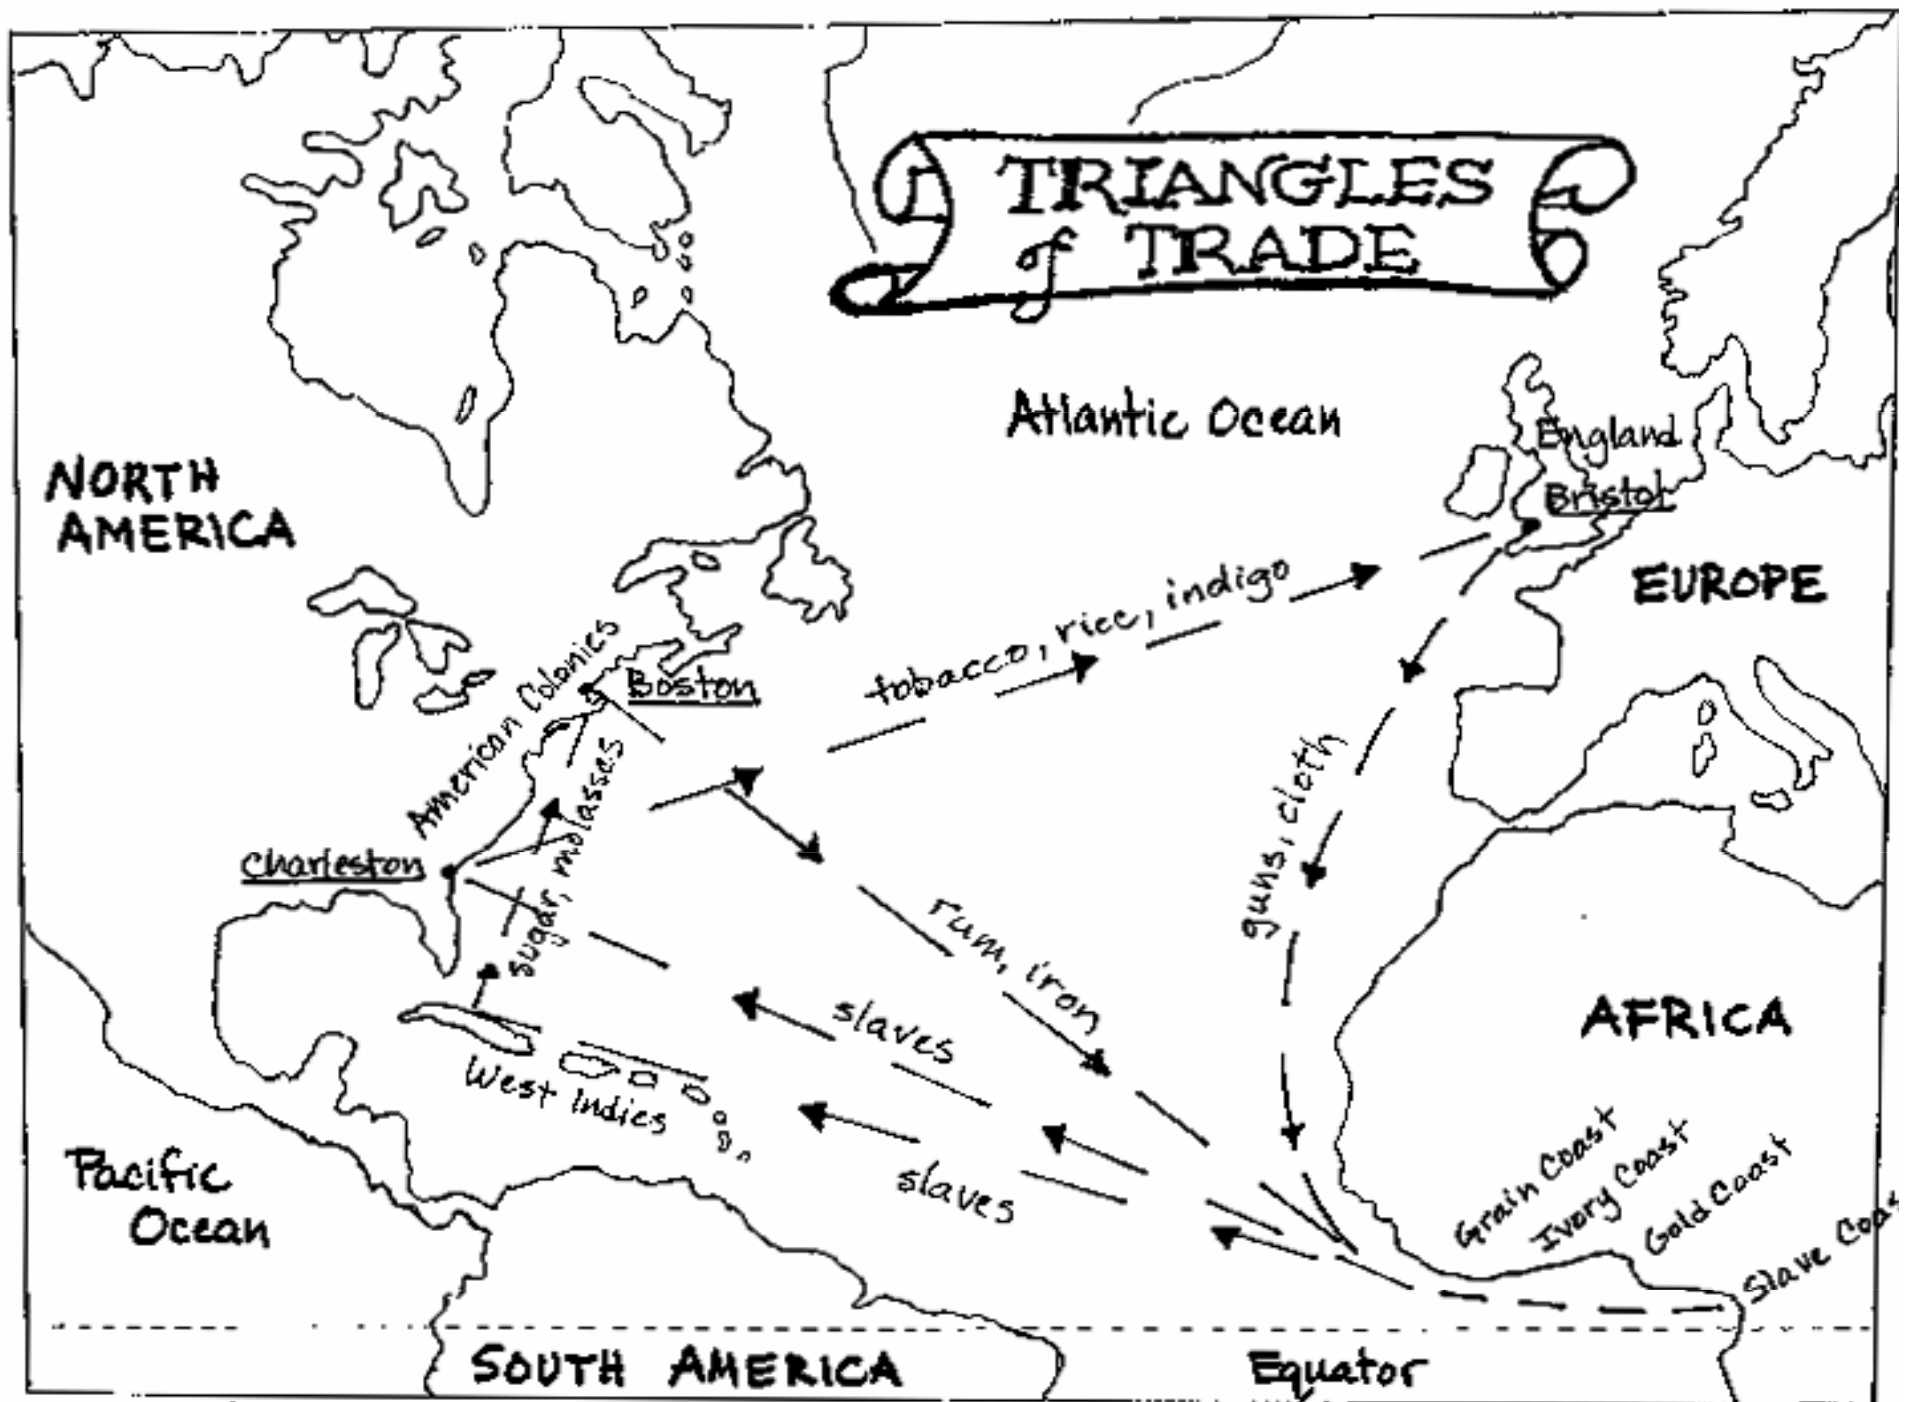 TRIANGLES
of TRADE
Atlantic Ocean
England
Bristol
NORTH
AMERICA
EUROPE
tobacco, rice, indigo
American Colonies
Boston
guns, cloth
sugar, molasses
Charleston
rum, iron
AFRICA
slaves
West Indies
slaves
Grain Coast
Ivory Coast
Gold Coast
Slave Coas
Pacific
Ocean
SOUTH AMERICA
Equator